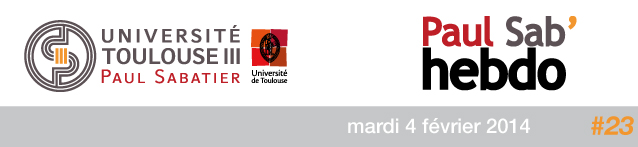 UNIVERSITÉ
TOULOUSE III
PAUL SABATIER
Université
de Toulouse
Paul Sab'
hebdo
mardi 4 février 2014
#23